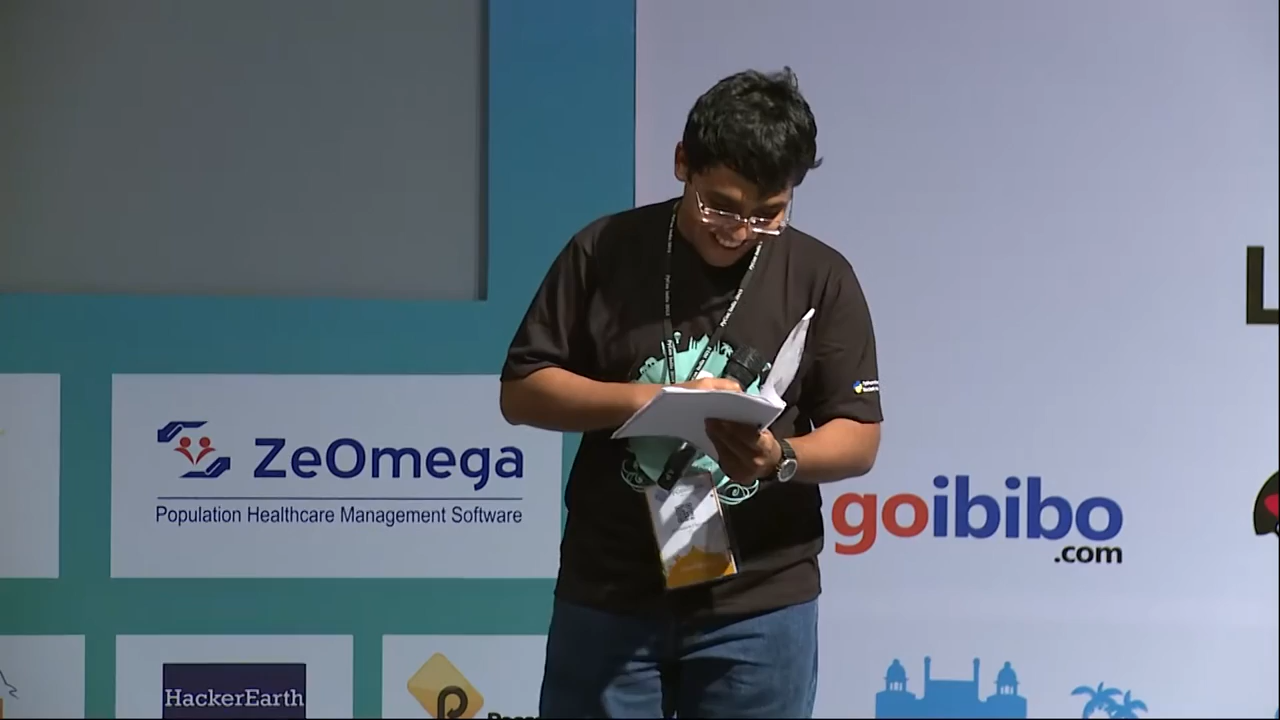 ZeOmega
Population Healthcare Management Software
goibibo
.com
HackerEarth
L